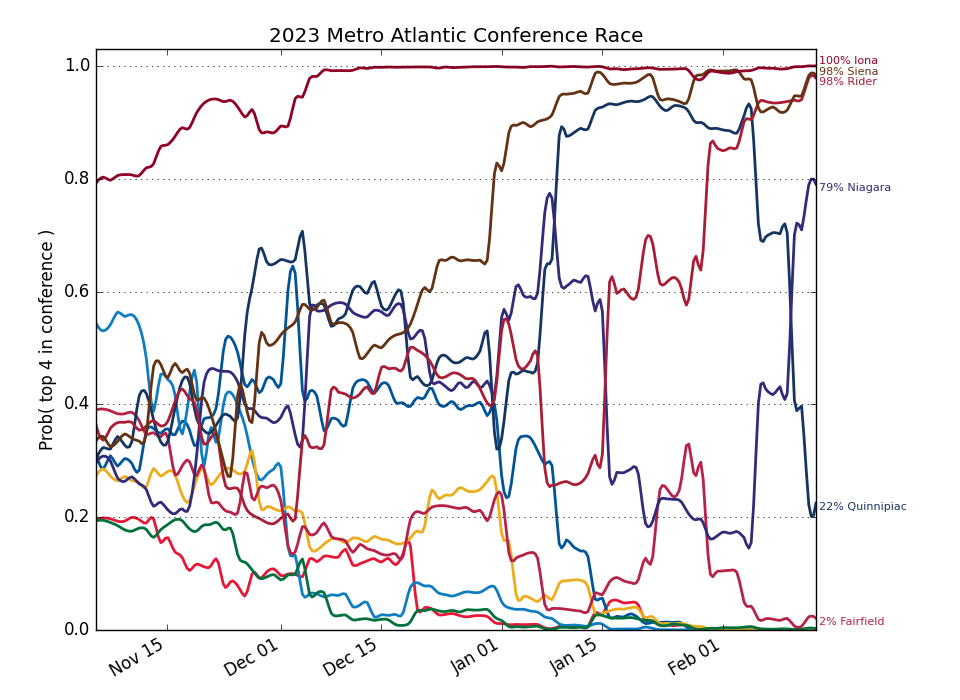 2023 Metro Atlantic Conference Race
Prob( top 4 in conference )
1.0
0.8
0.6
0.4
0.2
0.0
Nov 15
Dec 01
Dec 15
Jan 01
Jan 15
Feb 01
100% Iona
98% Siena
98% Rider
79% Niagara
22% Quinnipiac
2% Fairfield